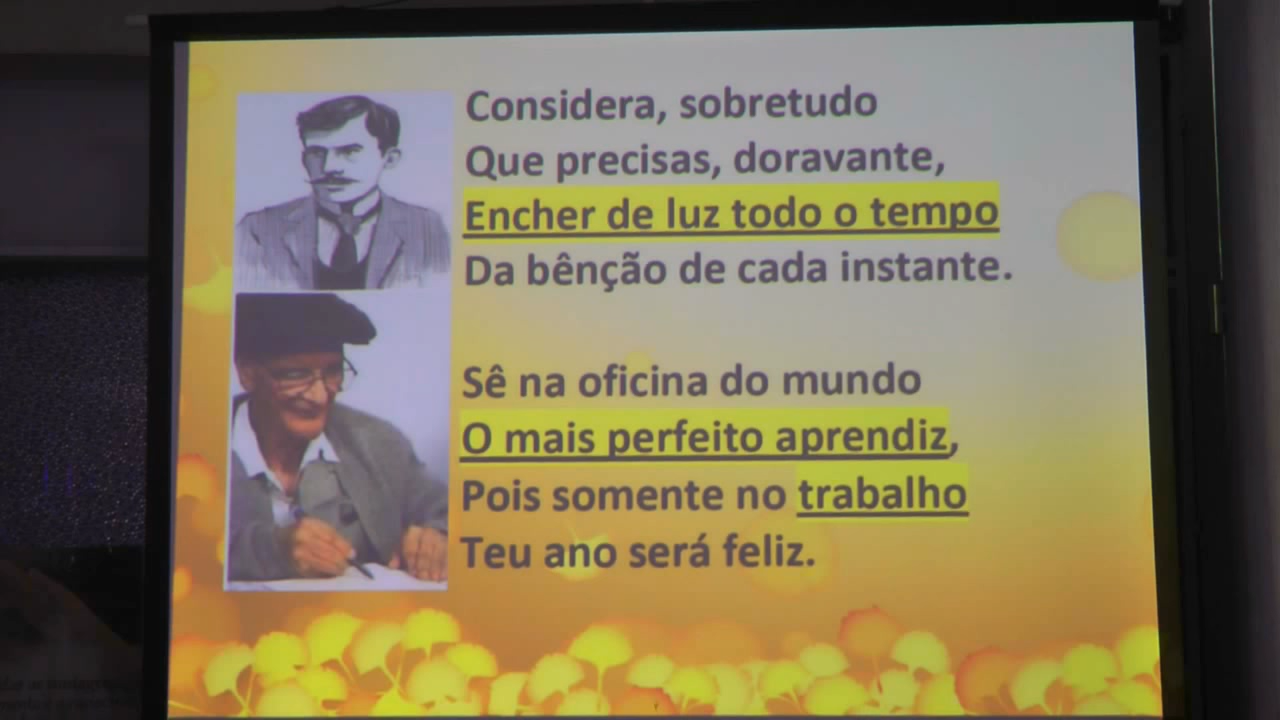 Considera, sobretudo
Que precisas, doravante,
Encher de luz todo o tempo
Da bênção de cada instante.
Sê na oficina do mundo
O mais perfeito aprendiz,
Pois somente no trabalho
Teu ano será feliz.